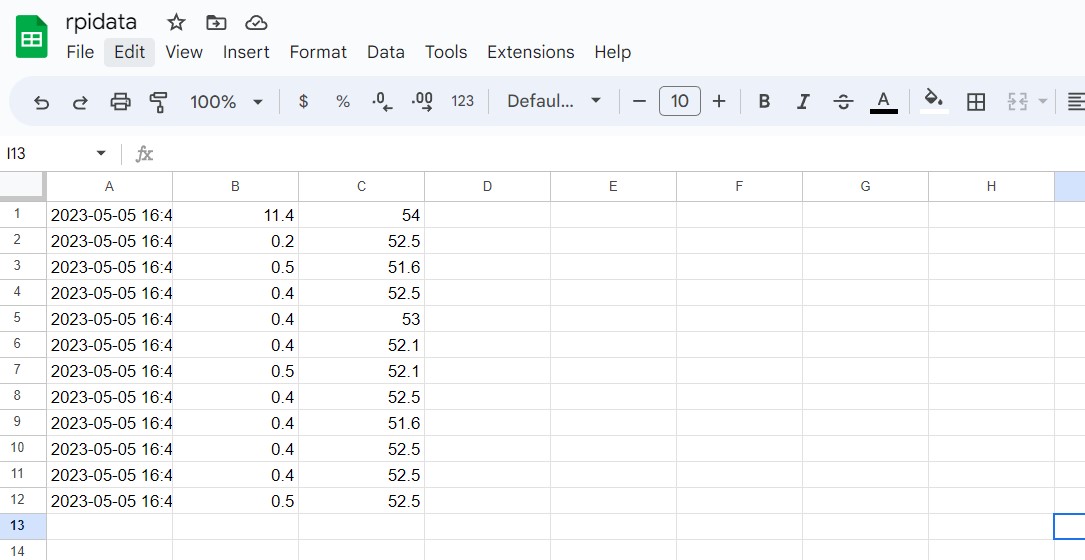 rpidata
File Edit View Insert Format Data Tools Extensions Help
100% $ % .0 .00 123 Defaul... 10 B I S A
I13 fx
A B C D E F G H
1 2023-05-05 16:4 11.4 54
2 2023-05-05 16:4 0.2 52.5
3 2023-05-05 16:4 0.5 51.6
4 2023-05-05 16:4 0.4 52.5
5 2023-05-05 16:4 0.4 53
6 2023-05-05 16:4 0.4 52.1
7 2023-05-05 16:4 0.5 52.1
8 2023-05-05 16:4 0.4 52.5
9 2023-05-05 16:4 0.4 51.6
10 2023-05-05 16:4 0.4 52.5
11 2023-05-05 16:4 0.4 52.5
12 2023-05-05 16:4 0.5 52.5
13
14